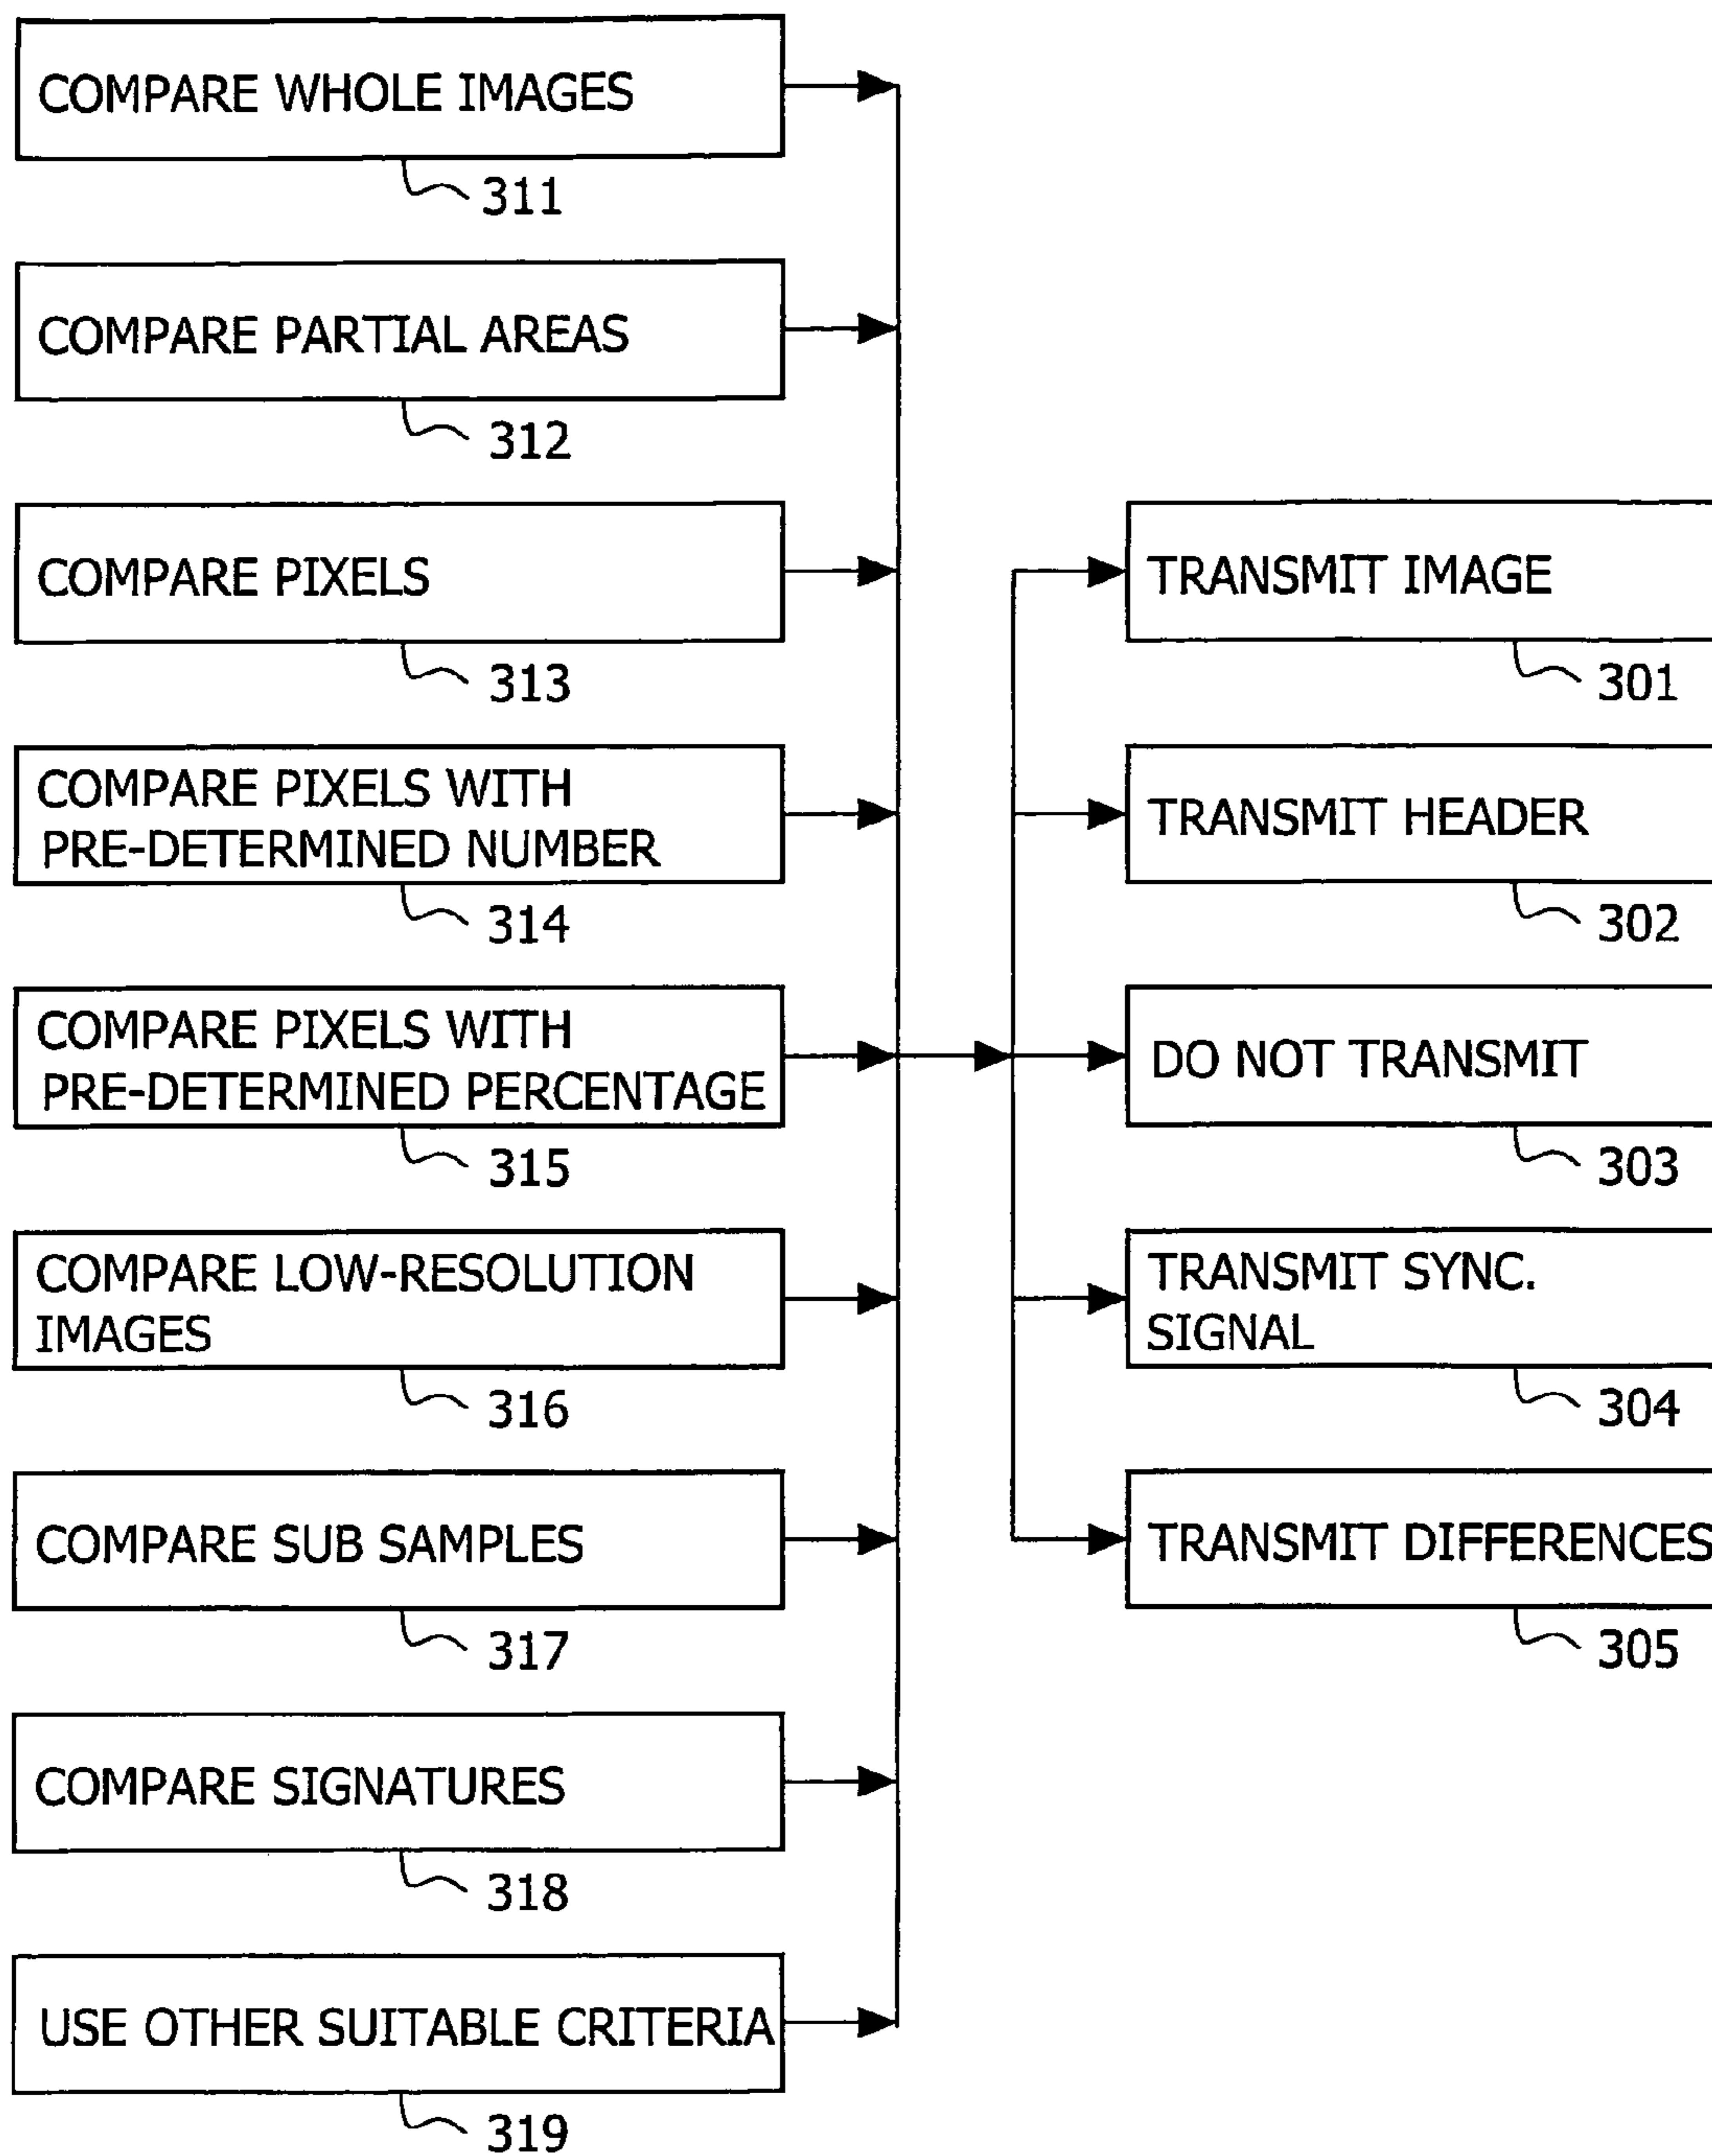 COMPARE WHOLE IMAGES
311
COMPARE PARTIAL AREAS
312
COMPARE PIXELS
313
COMPARE PIXELS WITH
PRE-DETERMINED NUMBER
314
COMPARE PIXELS WITH
PRE-DETERMINED PERCENTAGE
315
COMPARE LOW-RESOLUTION
IMAGES
316
COMPARE SUB SAMPLES
317
COMPARE SIGNATURES
318
USE OTHER SUITABLE CRITERIA
319
TRANSMIT IMAGE
301
TRANSMIT HEADER
302
DO NOT TRANSMIT
303
TRANSMIT SYNC.
SIGNAL
304
TRANSMIT DIFFERENCES
305